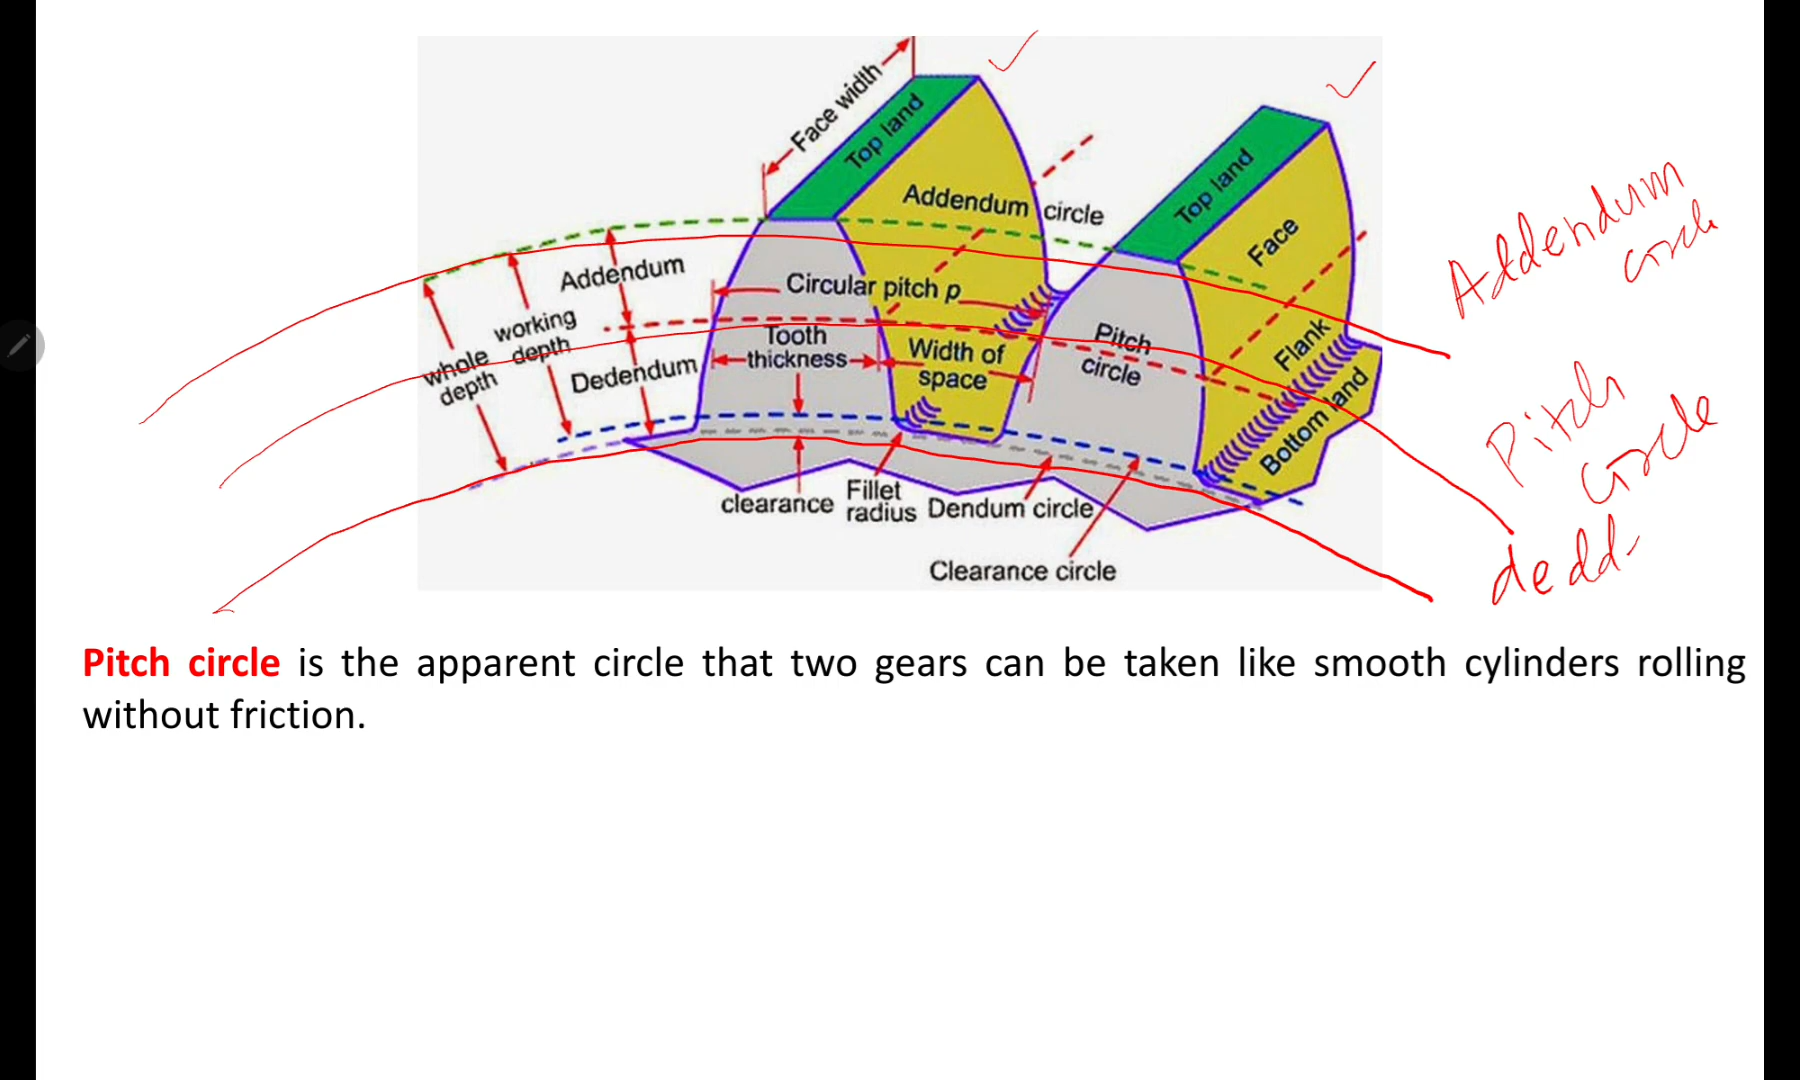 Face width
Top land
Addendum circle
Top land
Face
Addendum
Circular pitch p
working
depth
whole
depth
Dedendum
Tooth
thickness
Width of
space
Pitch
circle
Flank
Bottom land
clearance
Fillet
radius
Dendum circle
Clearance circle
Addendum
circle
Pitch
circle
dedd.
Pitch circle is the apparent circle that two gears can be taken like smooth cylinders rolling
without friction.